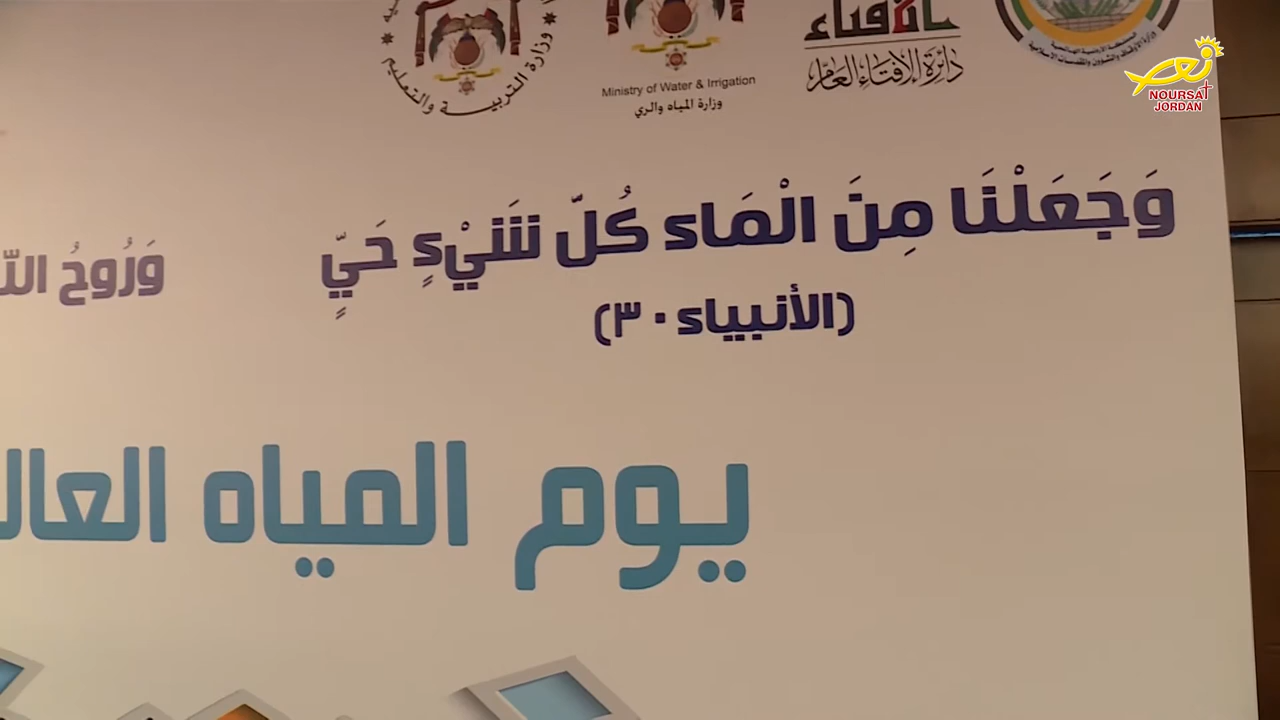 وزارة التربية والتعليم
Ministry of Water & Irrigation
وزارة المياه والري
دائرة الإفتاء العام
NOURSAT
JORDAN
وَجَعَلْنَا مِنَ الْمَاء كُلّ شَيْءٍ حَيٍّ
(الأنبياء ٣٠)
وَرُوحُ
يوم المياه